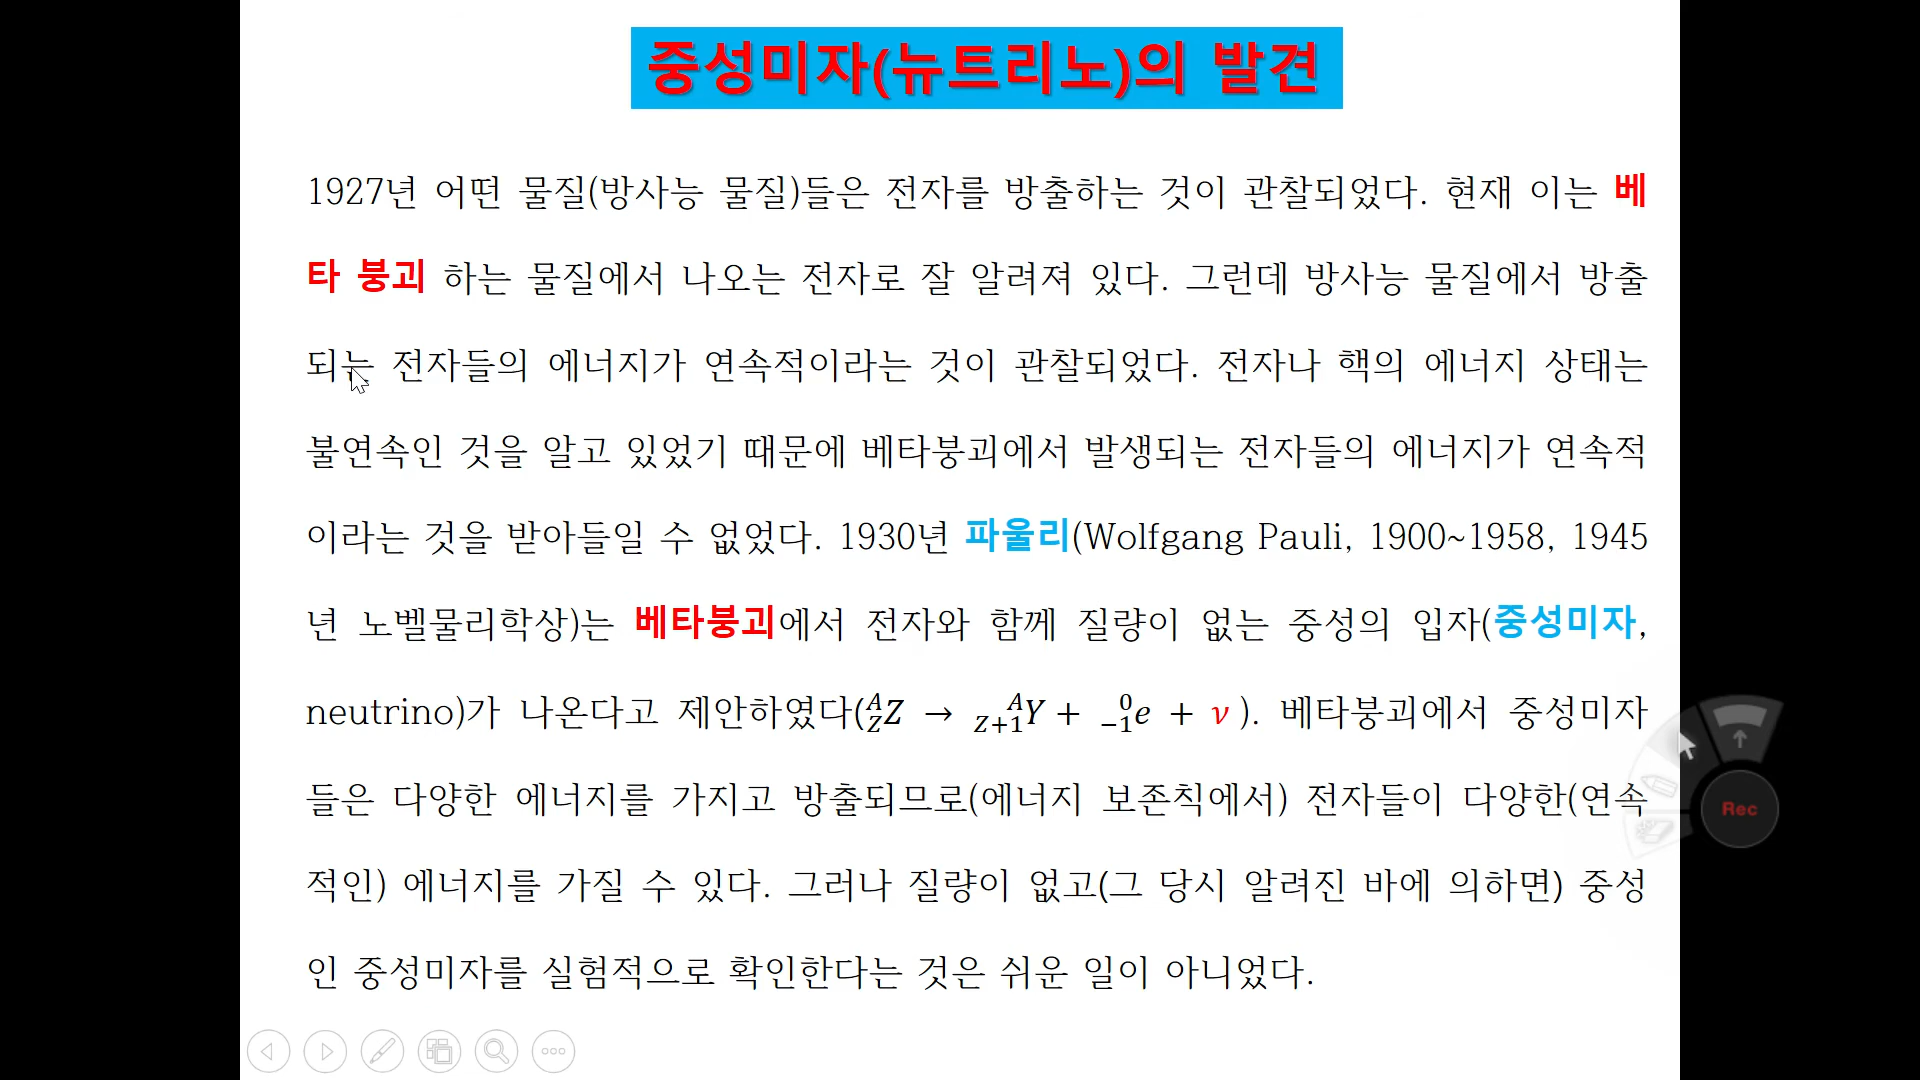 중성미자(뉴트리노)의 발견
1927년 어떤 물질(방사능 물질)들은 전자를 방출하는 것이 관찰되었다. 현재 이는 베
타 붕괴 하는 물질에서 나오는 전자로 잘 알려져 있다. 그런데 방사능 물질에서 방출
되는 전자들의 에너지가 연속적이라는 것이 관찰되었다. 전자나 핵의 에너지 상태는
불연속인 것을 알고 있었기 때문에 베타붕괴에서 발생되는 전자들의 에너지가 연속적
이라는 것을 받아들일 수 없었다. 1930년 파울리(Wolfgang Pauli, 1900~1958, 1945
년 노벨물리학상)는 베타붕괴에서 전자와 함께 질량이 없는 중성의 입자(중성미자,
neutrino)가 나온다고 제안하였다(${}^{A}_{Z}Z \rightarrow {}^{A}_{Z+1}Y + {}^{0}_{-1}e + \nu$). 베타붕괴에서 중성미자
들은 다양한 에너지를 가지고 방출되므로(에너지 보존칙에서) 전자들이 다양한(연속
적인) 에너지를 가질 수 있다. 그러나 질량이 없고(그 당시 알려진 바에 의하면) 중성
인 중성미자를 실험적으로 확인한다는 것은 쉬운 일이 아니었다.
Rec